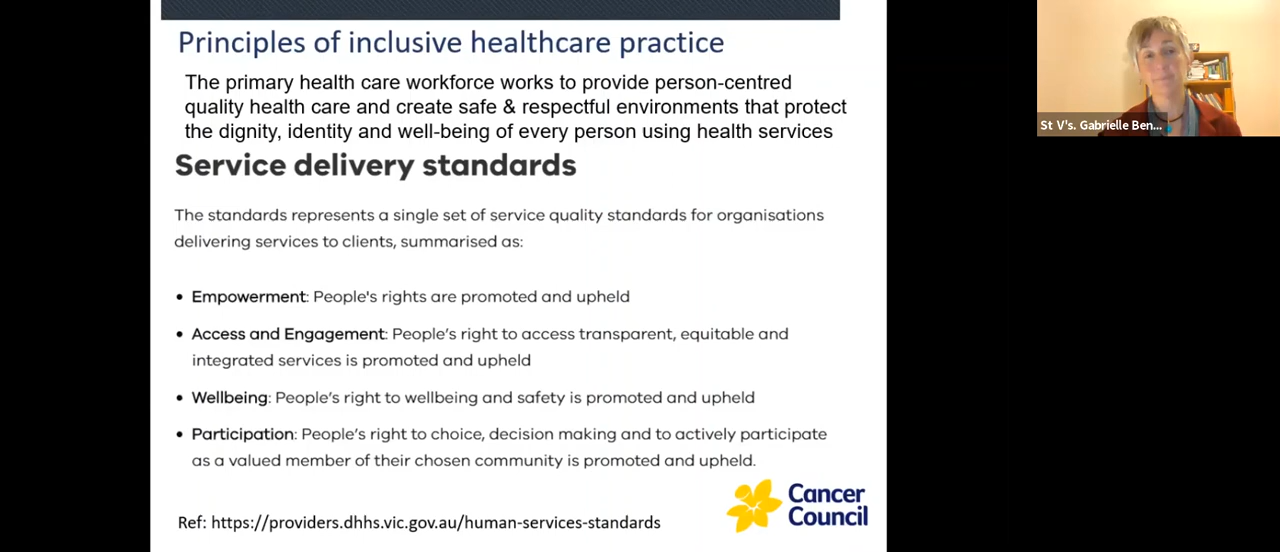 Principles of inclusive healthcare practice
The primary health care workforce works to provide person-centred
quality health care and create safe & respectful environments that protect
the dignity, identity and well-being of every person using health services
Service delivery standards
The standards represents a single set of service quality standards for organisations
delivering services to clients, summarised as:
• Empowerment: People's rights are promoted and upheld
• Access and Engagement: People's right to access transparent, equitable and
integrated services is promoted and upheld
• Wellbeing: People's right to wellbeing and safety is promoted and upheld
• Participation: People's right to choice, decision making and to actively participate
as a valued member of their chosen community is promoted and upheld.
Ref: https://providers.dhhs.vic.gov.au/human-services-standards
Cancer
Council
St V's. Gabrielle Ben...